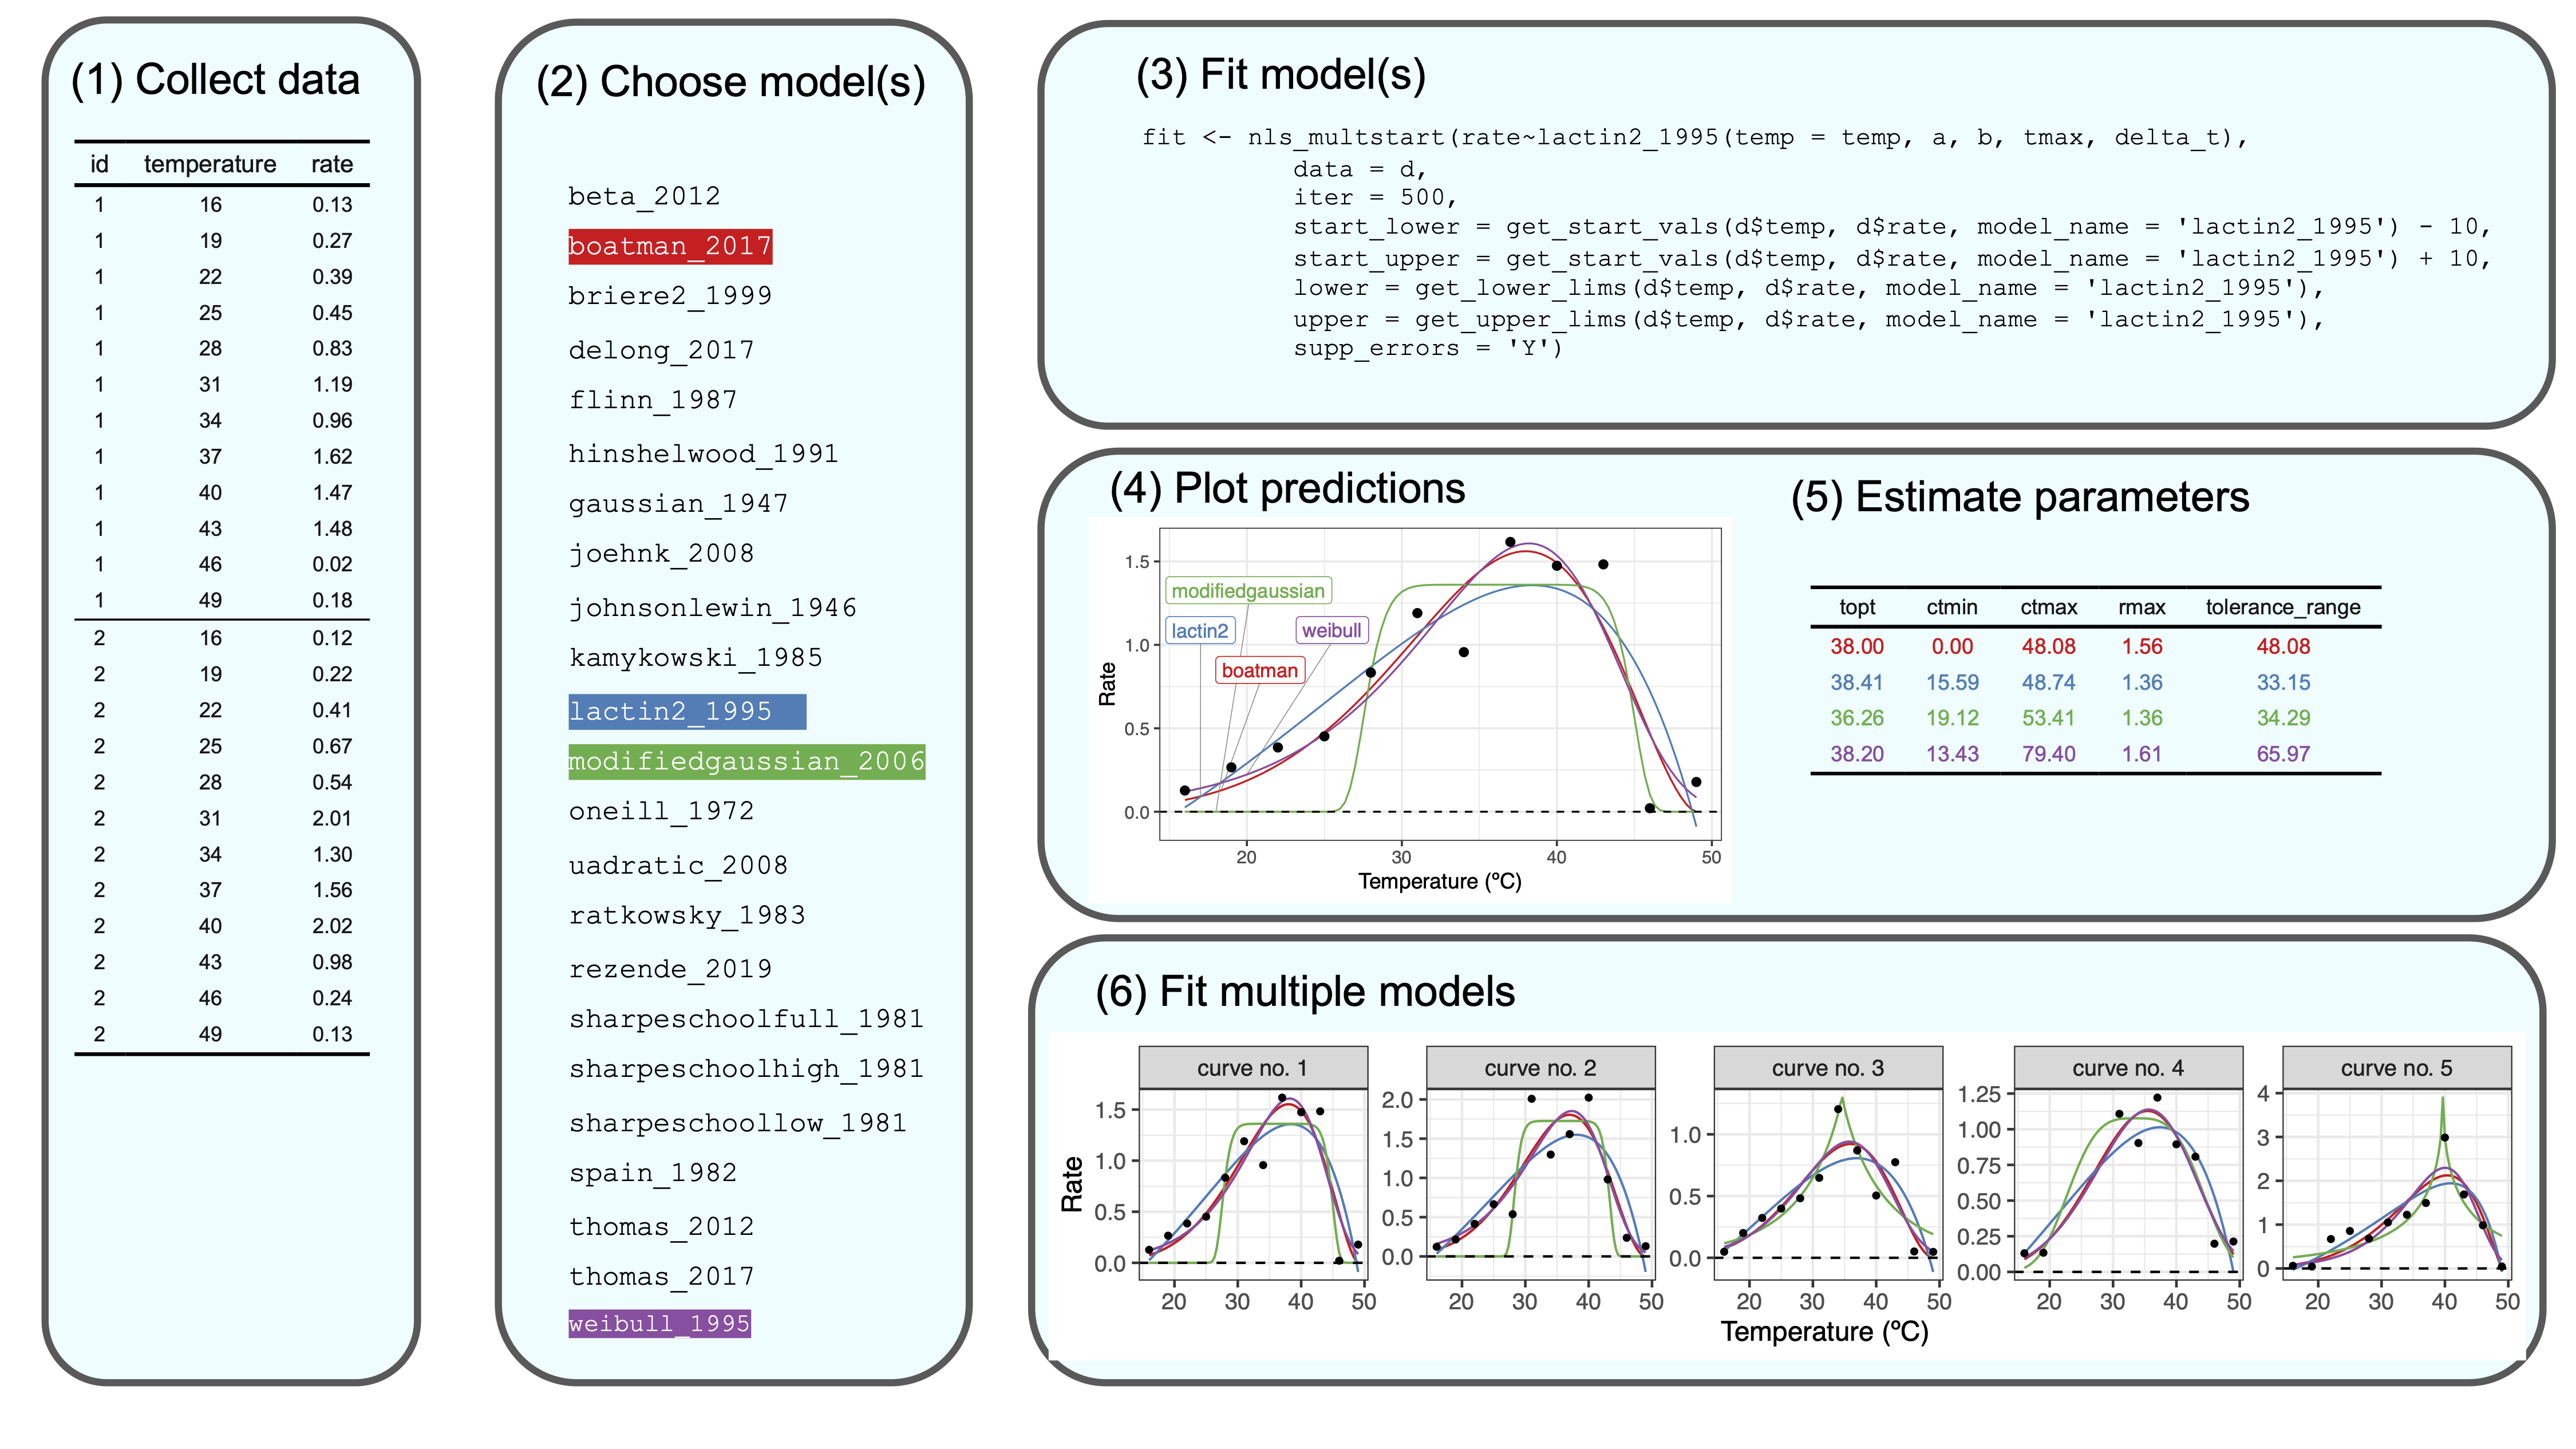 (1) Collect data
id temperature rate
1 16 0.13
1 19 0.27
1 22 0.39
1 25 0.45
1 28 0.83
1 31 1.19
1 34 0.96
1 37 1.62
1 40 1.47
1 43 1.48
1 46 0.02
1 49 0.18
2 16 0.12
2 19 0.22
2 22 0.41
2 25 0.67
2 28 0.54
2 31 2.01
2 34 1.30
2 37 1.56
2 40 2.02
2 43 0.98
2 46 0.24
2 49 0.13
(2) Choose model(s)
beta_2012
boatman_2017
briere2_1999
delong_2017
flinn_1987
hinshelwood_1991
gaussian_1947
joehnk_2008
johnsonlewin_1946
kamykowski_1985
lactin2_1995
modifiedgaussian_2006
oneill_1972
uadratic_2008
ratkowsky_1983
rezende_2019
sharpeschoolfull_1981
sharpeschoolhigh_1981
sharpeschoollow_1981
spain_1982
thomas_2012
thomas_2017
weibull_1995
(3) Fit model(s)
fit <- nls_multstart(rate~lactin2_1995(temp = temp, a, b, tmax, delta_t),
data = d,
iter = 500,
start_lower = get_start_vals(d$temp, d$rate, model_name = 'lactin2_1995') - 10,
start_upper = get_start_vals(d$temp, d$rate, model_name = 'lactin2_1995') + 10,
lower = get_lower_lims(d$temp, d$rate, model_name = 'lactin2_1995'),
upper = get_upper_lims(d$temp, d$rate, model_name = 'lactin2_1995'),
supp_errors = 'Y')
(4) Plot predictions
1.5
1.0
0.5
0.0
Rate
modifiedgaussian
lactin2
weibull
boatman
20 30 40 50
Temperature (ºC)
(5) Estimate parameters
topt ctmin ctmax rmax tolerance_range
38.00 0.00 48.08 1.56 48.08
38.41 15.59 48.74 1.36 33.15
36.26 19.12 53.41 1.36 34.29
38.20 13.43 79.40 1.61 65.97
(6) Fit multiple models
Rate
curve no. 1
1.5
1.0
0.5
0.0
20 30 40 50
curve no. 2
2.0
1.5
1.0
0.5
0.0
20 30 40 50
curve no. 3
1.0
0.5
0.0
20 30 40 50
curve no. 4
1.25
1.00
0.75
0.50
0.25
0.00
20 30 40 50
curve no. 5
4
3
2
1
0
20 30 40 50
Temperature (ºC)